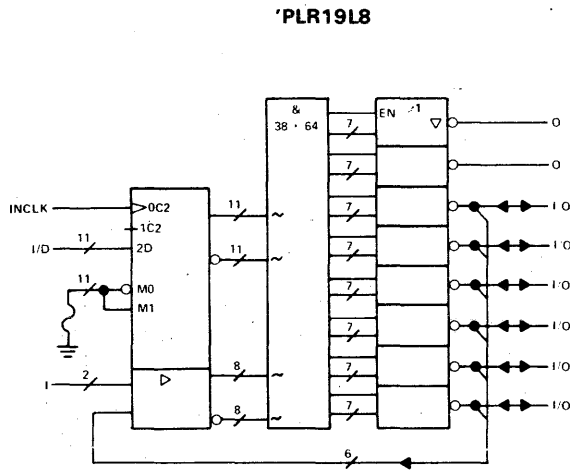 'PLR19L8
&
38 · 64
EN ≥1
▽
7
O
7
O
INCLK
0C2
1C2
I/D
11
2D
11
~
7
I/O
11
~
7
I/O
11
M0
M1
7
I/O
7
I/O
I
2
▷
8
~
7
I/O
8
~
7
I/O
6